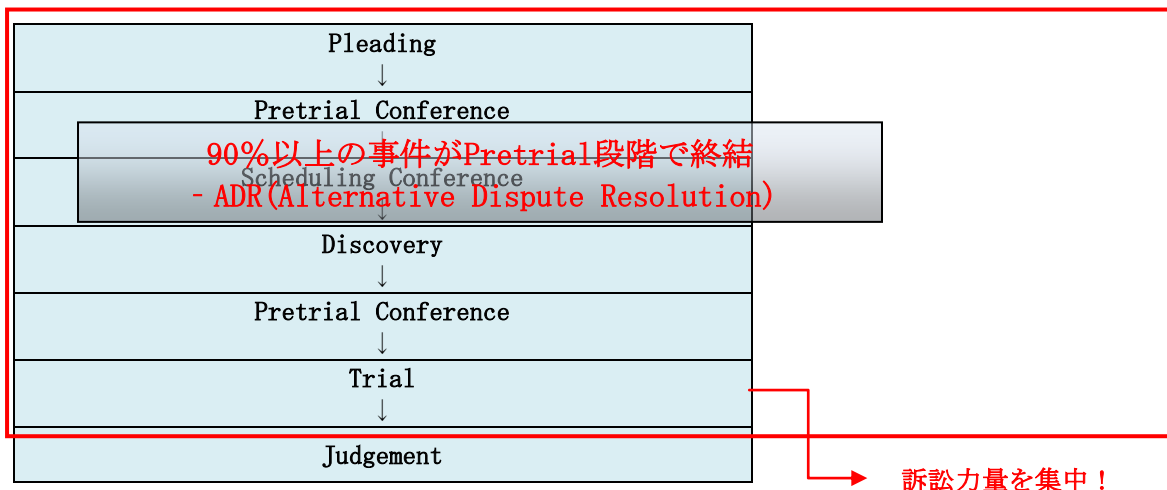 Pleading
↓
Pretrial Conference
90%以上の事件がPretrial段階で終結
Scheduling Conference
- ADR(Alternative Dispute Resolution)
↓
Discovery
↓
Pretrial Conference
↓
Trial
↓
Judgement
訴訟力量を集中！